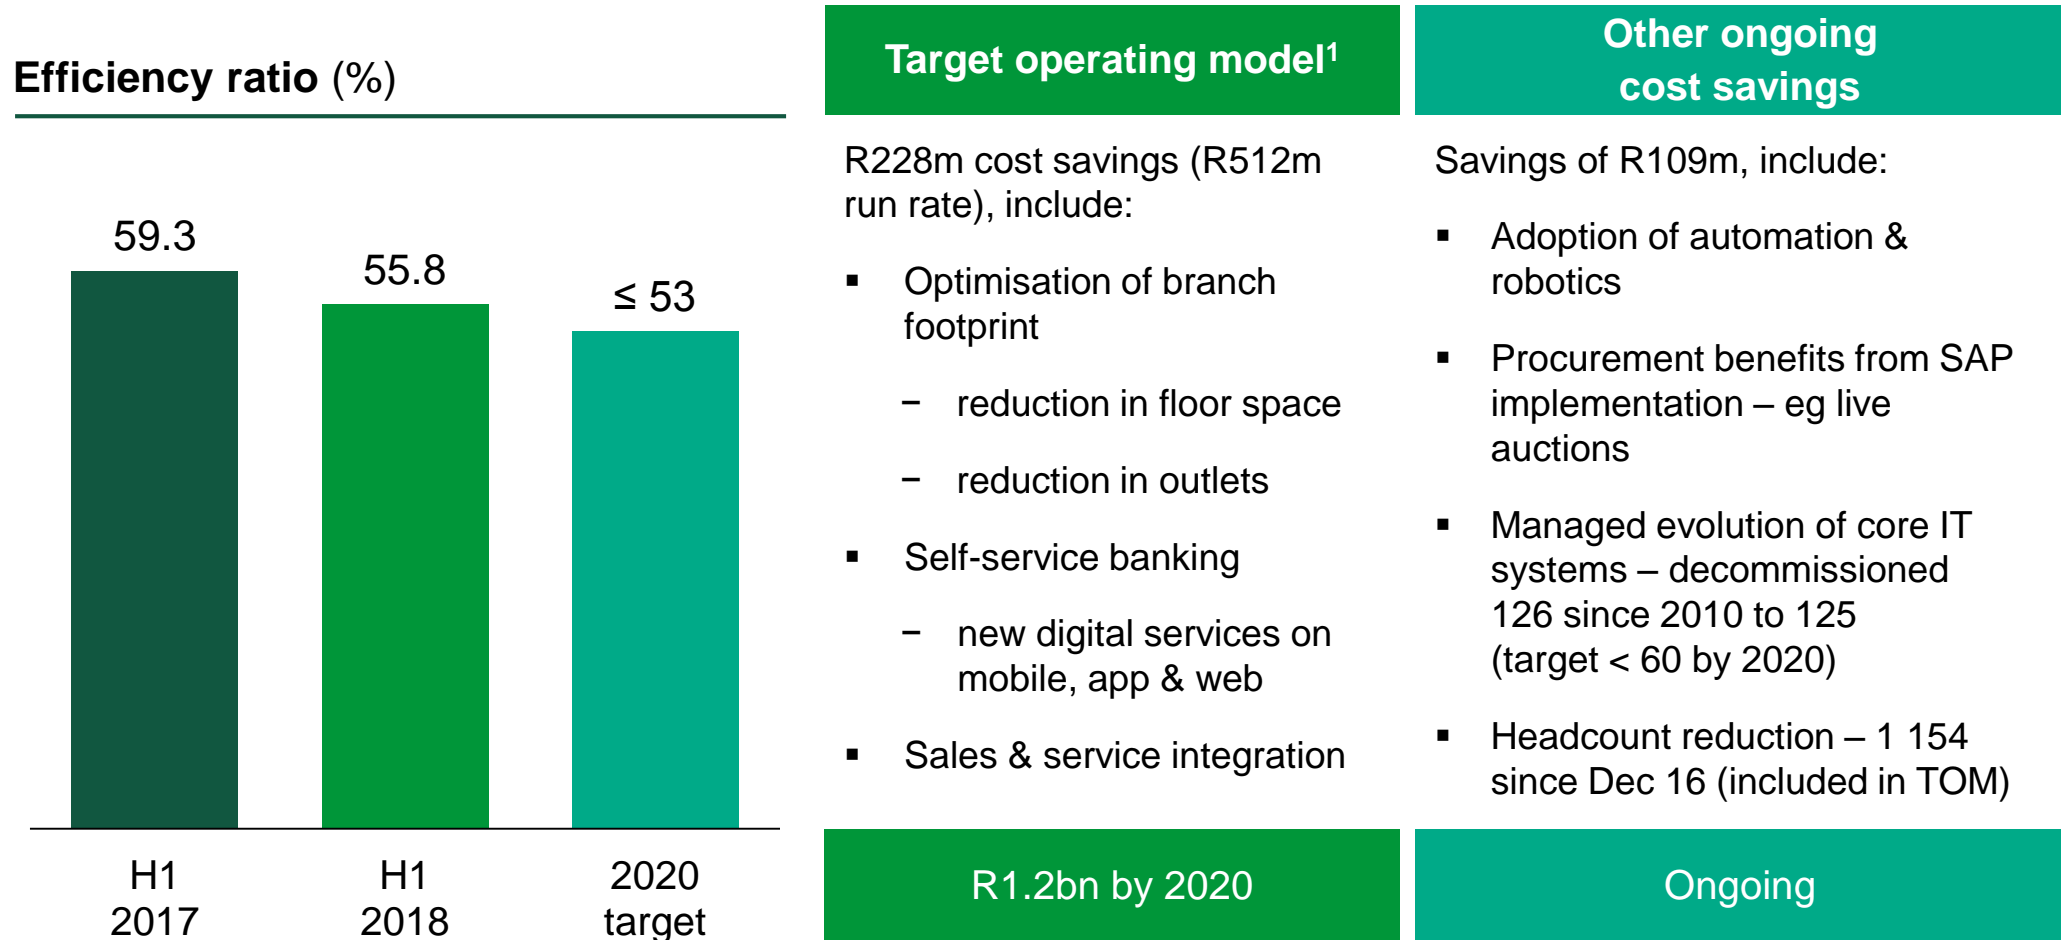 Efficiency ratio (%)
59.3
55.8
≤ 53
H1
2017
H1
2018
2020
target
Target operating model¹
R228m cost savings (R512m
run rate), include:
▪ Optimisation of branch
footprint
− reduction in floor space
− reduction in outlets
▪ Self-service banking
− new digital services on
mobile, app & web
▪ Sales & service integration
R1.2bn by 2020
Other ongoing
cost savings
Savings of R109m, include:
▪ Adoption of automation &
robotics
▪ Procurement benefits from SAP
implementation – eg live
auctions
▪ Managed evolution of core IT
systems – decommissioned
126 since 2010 to 125
(target < 60 by 2020)
▪ Headcount reduction – 1 154
since Dec 16 (included in TOM)
Ongoing